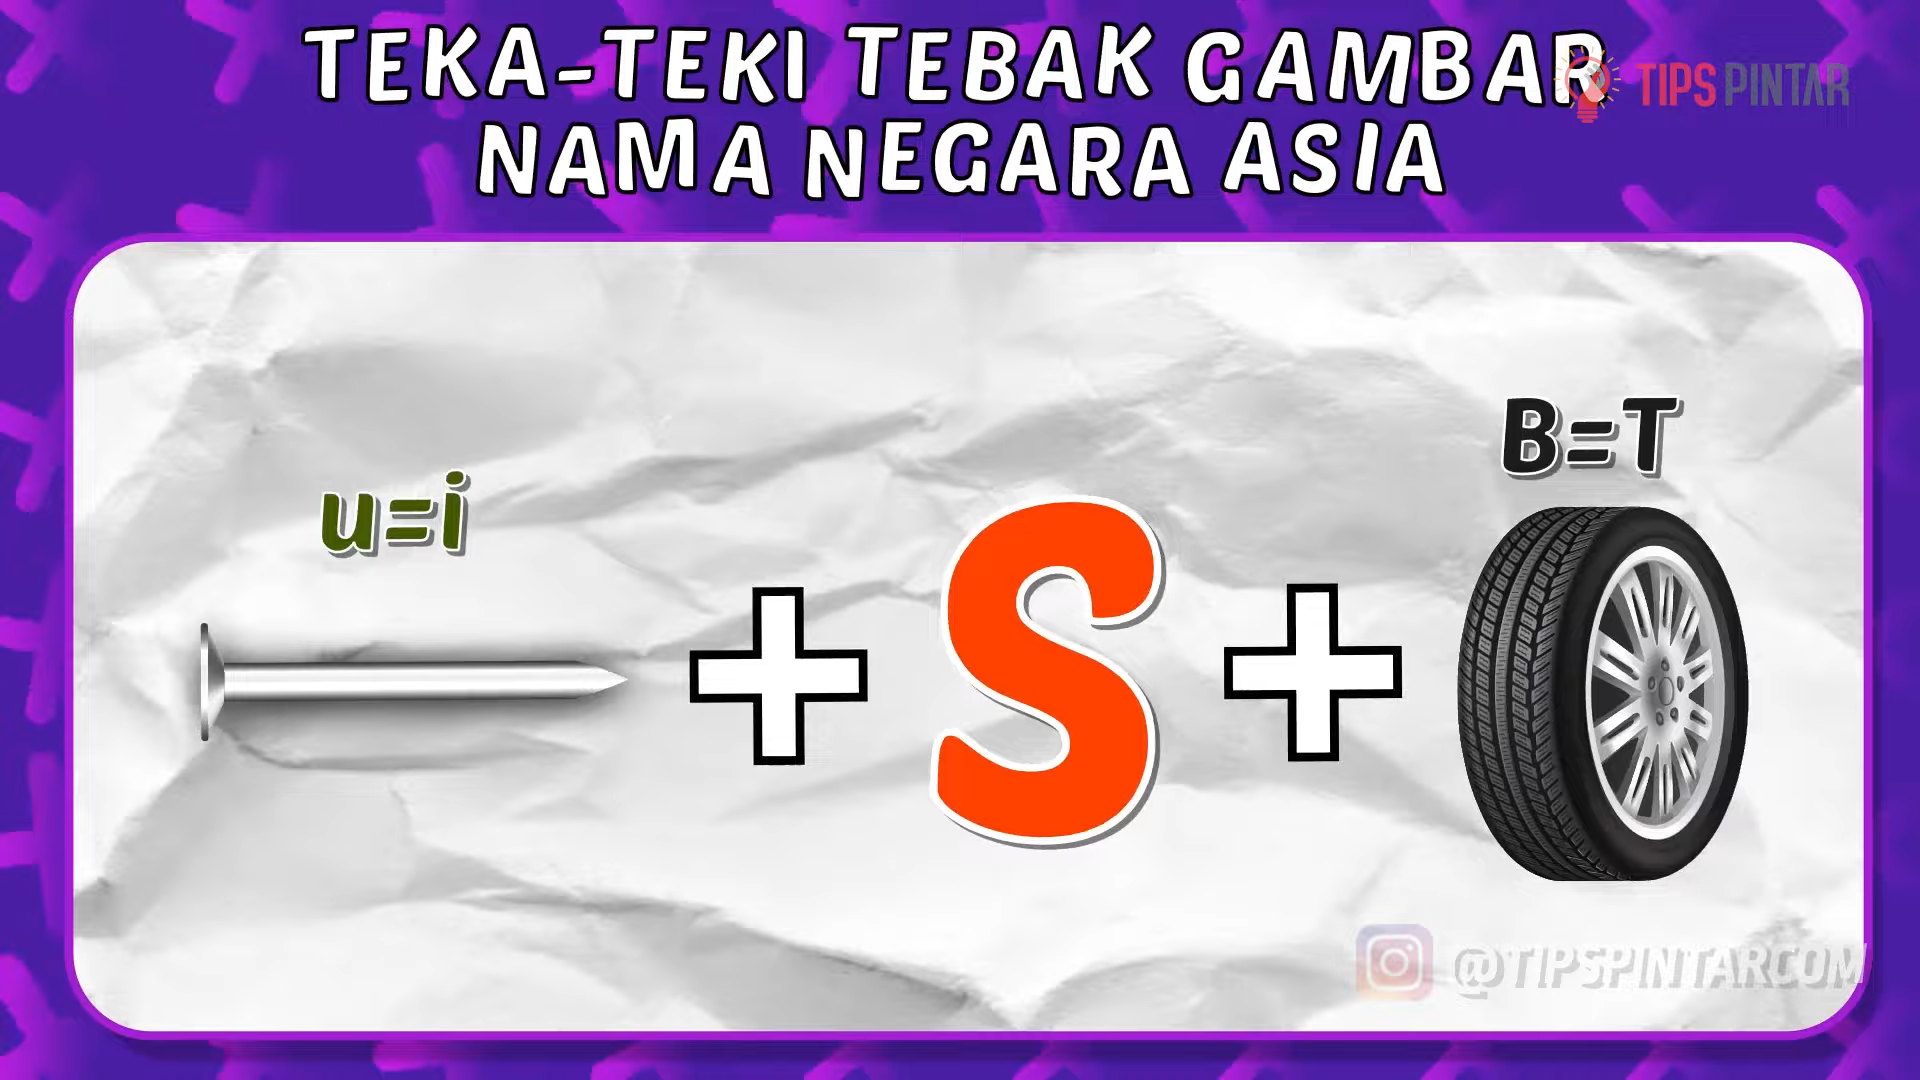 TEKA-TEKI TEBAK GAMBAR
TIPS PINTAR
NAMA NEGARA ASIA
B=T
u=i
+ S +
@TIPSPINTARCOM